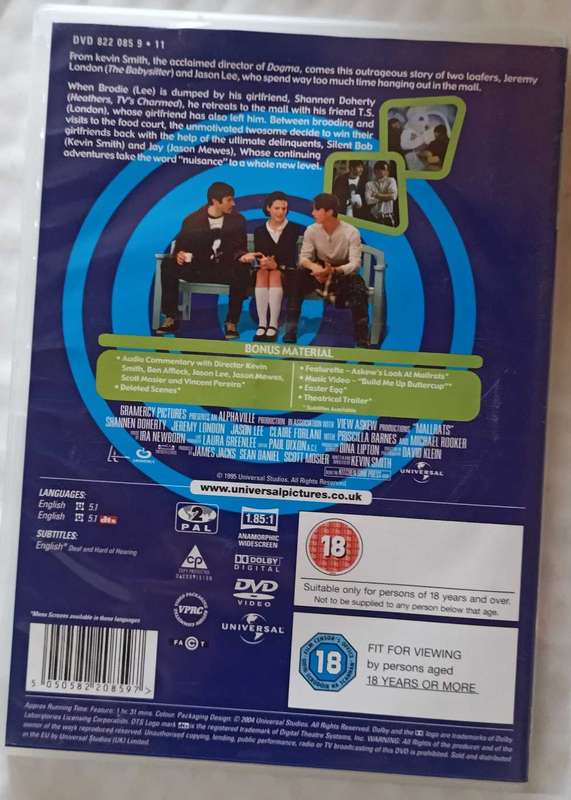 DVD 822 085 9 • 11
From kevin Smith, the acclaimed director of Dogma, comes this outrageous story of two loafers, Jeremy
London (The Babysitter) and Jason Lee, who spend way too much time hanging out in the mall.
When Brodie (Lee) is dumped by his girlfriend, Shannen Doherty
(Heathers, TV's Charmed), he retreats to the mall with his friend T.S.
(London), whose girlfriend has also left him. Between brooding and
visits to the food court, the unmotivated twosome decide to win their
girlfriends back with the help of the ultimate delinquents, Silent Bob
(Kevin Smith) and Jay (Jason Mewes), Whose continuing
adventures take the word "nuisance" to a whole new level.
BONUS MATERIAL
• Audio Commentary with Director Kevin
Smith, Ben Affleck, Jason Lee, Jason Mewes,
Scott Mosier and Vincent Pereira*
• Deleted Scenes*
• Featurette – Askew's Look At Mallrats*
• Music Video – "Build Me Up Buttercup"*
• Easter Egg*
• Theatrical Trailer*
* Subtitles Available
GRAMERCY PICTURES PRESENTS AN ALPHAVILLE PRODUCTION IN ASSOCIATION WITH VIEW ASKEW PRODUCTIONS "MALLRATS"
SHANNEN DOHERTY JEREMY LONDON JASON LEE CLAIRE FORLANI WITH PRISCILLA BARNES AND MICHAEL ROOKER
IRA NEWBORN LAURA GREENLEE PAUL DIXON A.C.E. DINA LIPTON DAVID KLEIN
JAMES JACKS SEAN DANIEL SCOTT MOSIER KEVIN SMITH
GRAMERCY
UNIVERSAL
© 1995 Universal Studios. All Rights Reserved.
www.universalpictures.co.uk
LANGUAGES:
English 5.1
English 5.1 dts
SUBTITLES:
English* Deaf and Hard of Hearing
2
PAL
1.85:1
ANAMORPHIC
WIDESCREEN
CP
COPY PROTECTED
MACROVISION
DOLBY
DIGITAL
DVD
VIDEO
VPRC
UNIVERSAL
FACT
18
Suitable only for persons of 18 years and over.
Not to be supplied to any person below that age.
18
FIT FOR VIEWING
by persons aged
18 YEARS OR MORE
*Menu Screens available in these languages
5 050582 208597 >
Approx Running Time: Feature: 1 hr. 31 mins. Colour. Packaging Design: © 2004 Universal Studios. All Rights Reserved. Dolby and the logo are trademarks of Dolby
Laboratories Licensing Corporation. DTS Logo mark dts is the registered trademark of Digital Theatre Systems, Inc. WARNING: All Rights of the producer and of the
owner of the work reproduced reserved. Unauthorised copying, lending, public performance, radio or TV broadcasting of this DVD is prohibited. Sold and distributed
in the EU by Universal Studios (UK) Limited.